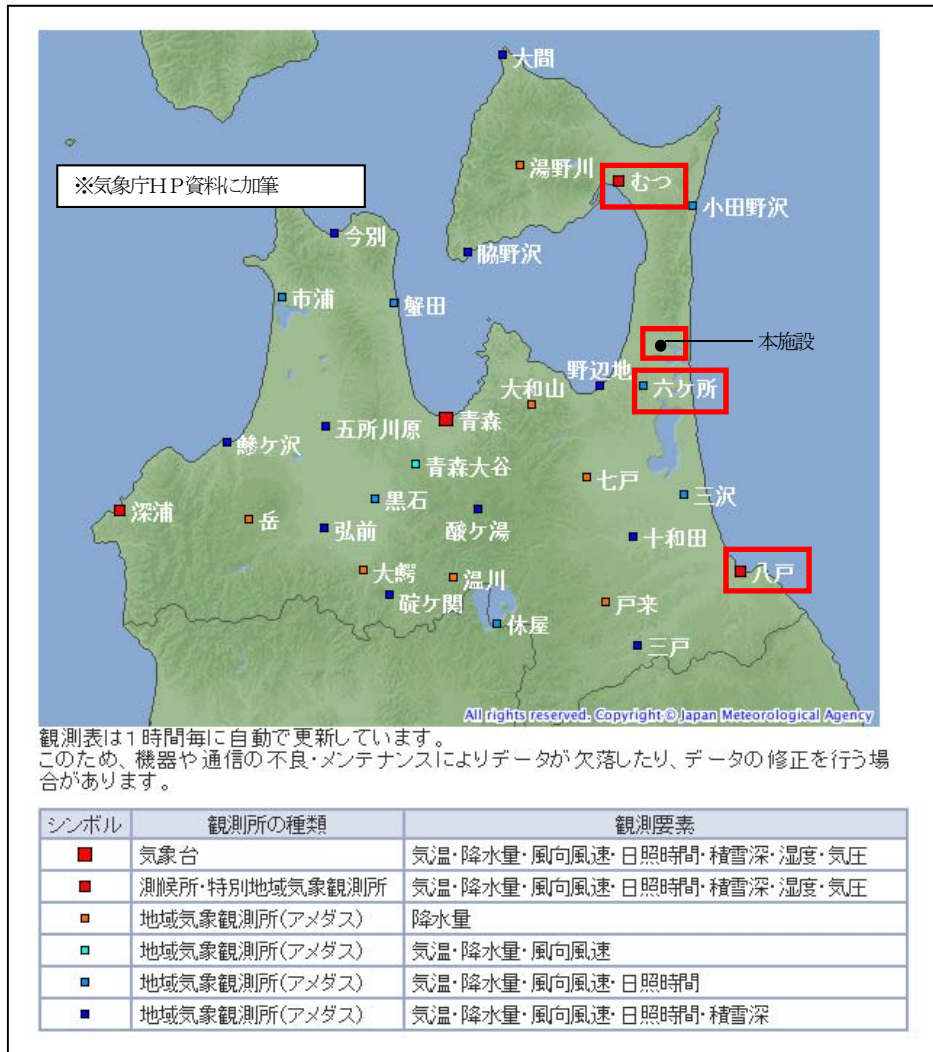 大間
湯野川
むつ
※気象庁HP資料に加筆
小田野沢
今別
脇野沢
市浦
蟹田
本施設
野辺地
大和山
六ケ所
青森
五所川原
鰺ケ沢
青森大谷
七戸
黒石
三沢
深浦
岳
弘前
酸ケ湯
十和田
大鰐
温川
八戸
碇ケ関
戸来
休屋
三戸
All rights reserved. Copyright © Japan Meteorological Agency
観測表は1時間毎に自動で更新しています。
このため、機器や通信の不良・メンテナンスによりデータが欠落したり、データの修正を行う場
合があります。
シンボル 観測所の種類 観測要素
気象台 気温・降水量・風向風速・日照時間・積雪深・湿度・気圧
測候所・特別地域気象観測所 気温・降水量・風向風速・日照時間・積雪深・湿度・気圧
地域気象観測所(アメダス) 降水量
地域気象観測所(アメダス) 気温・降水量・風向風速
地域気象観測所(アメダス) 気温・降水量・風向風速・日照時間
地域気象観測所(アメダス) 気温・降水量・風向風速・日照時間・積雪深